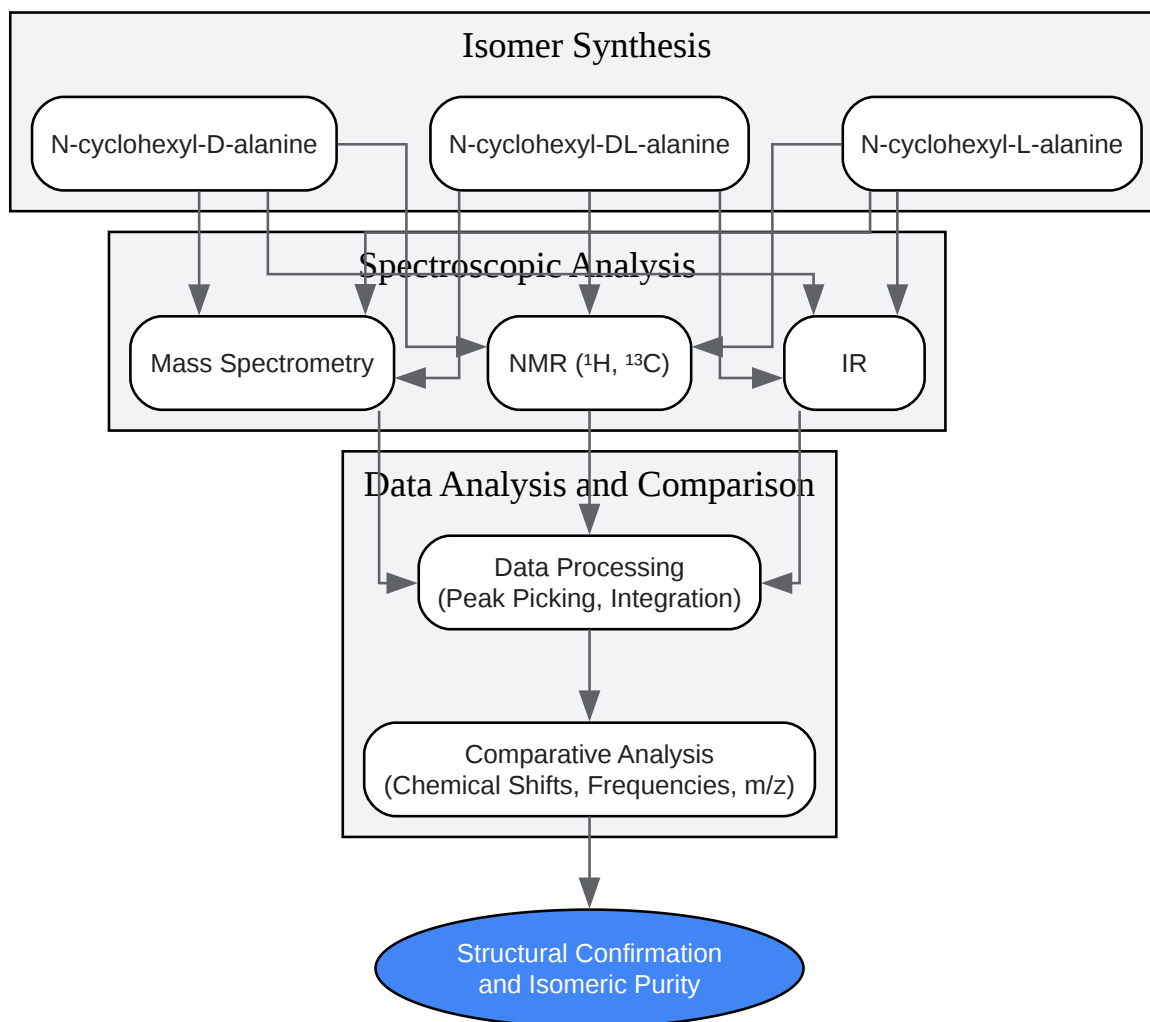 Isomer Synthesis
N-cyclohexyl-D-alanine
N-cyclohexyl-DL-alanine
N-cyclohexyl-L-alanine
Spectroscopic Analysis
Mass Spectrometry
NMR (¹H, ¹³C)
IR
Data Analysis and Comparison
Data Processing
(Peak Picking, Integration)
Comparative Analysis
(Chemical Shifts, Frequencies, m/z)
Structural Confirmation
and Isomeric Purity